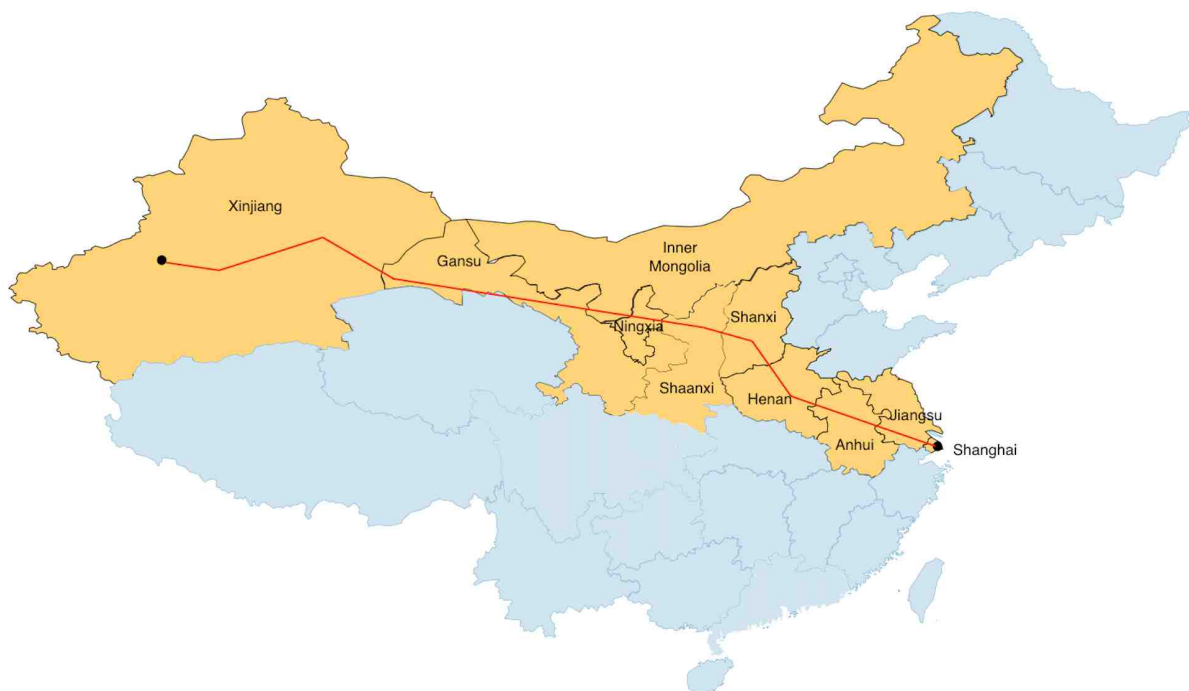 Xinjiang
Gansu
Inner
Mongolia
Ningxia
Shanxi
Shaanxi
Henan
Jiangsu
Anhui
Shanghai